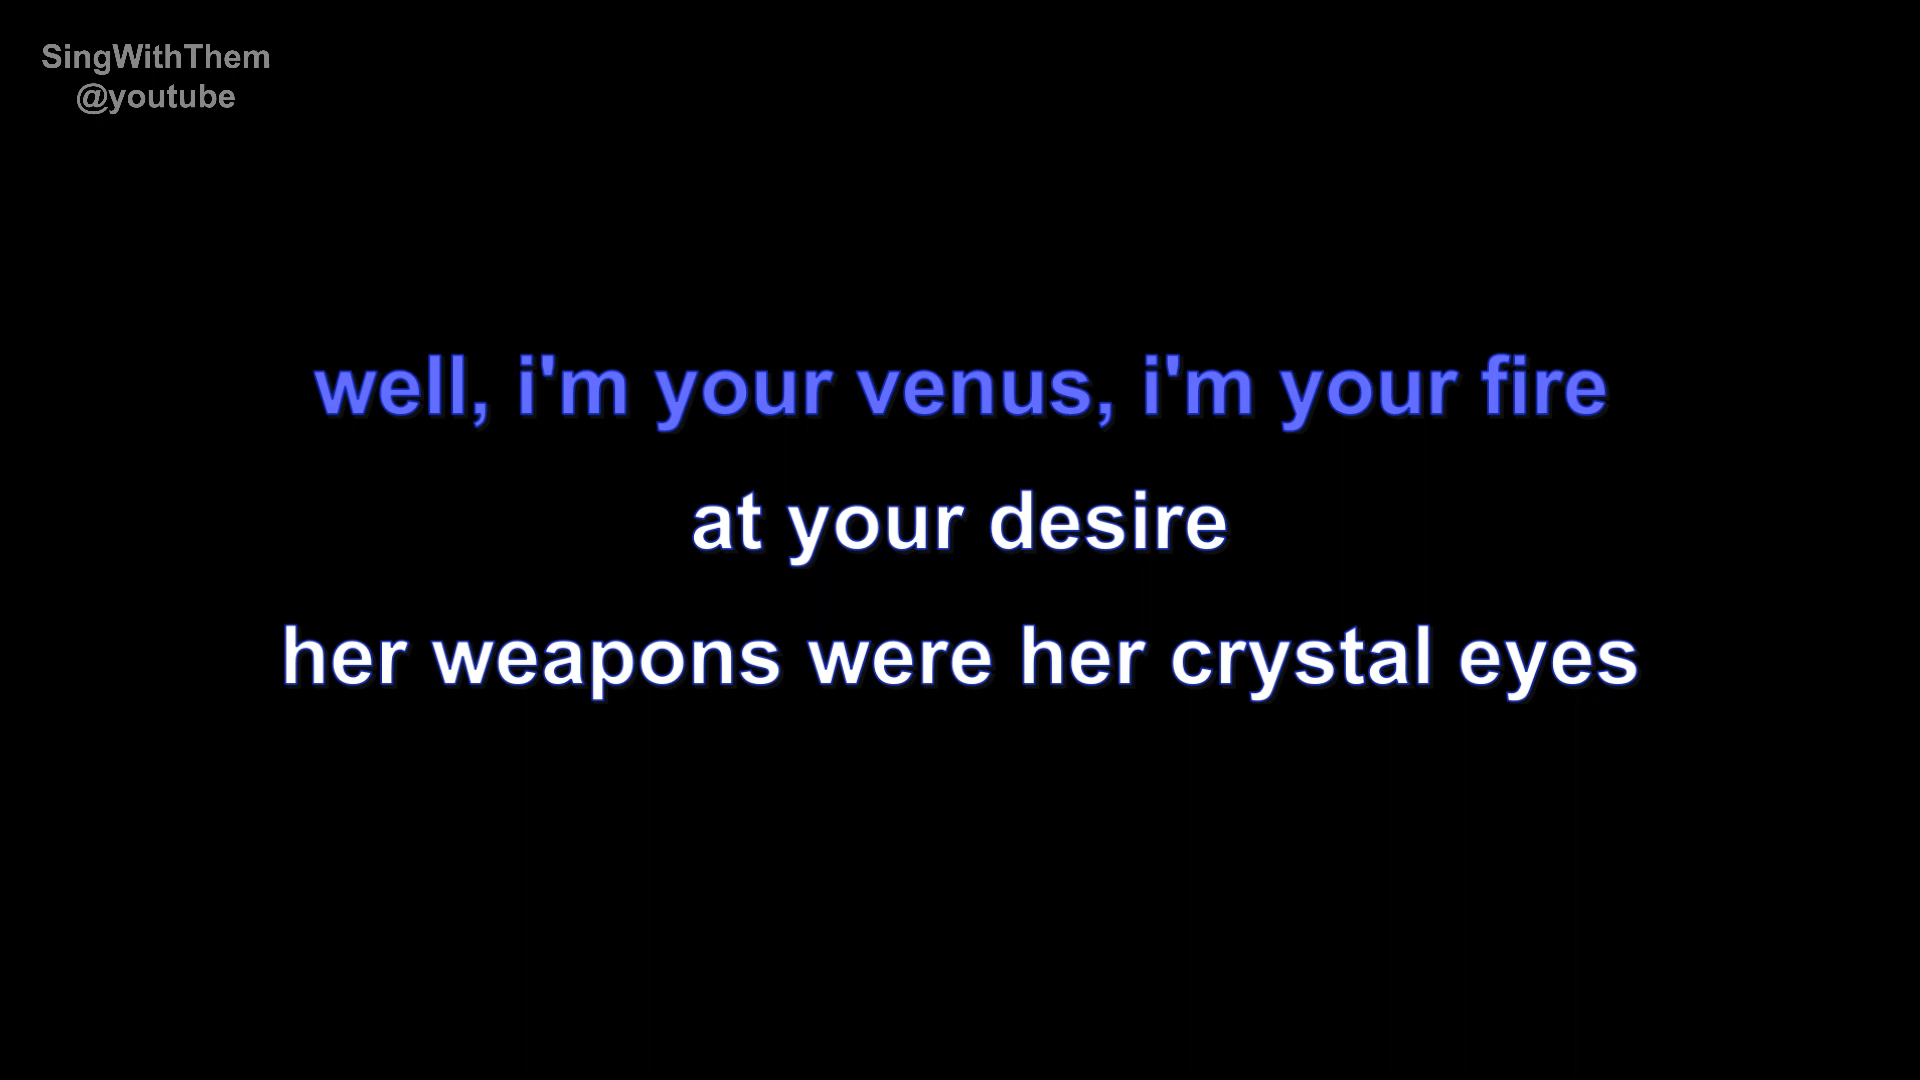 SingWithThem
@youtube
well, i'm your venus, i'm your fire
at your desire
her weapons were her crystal eyes